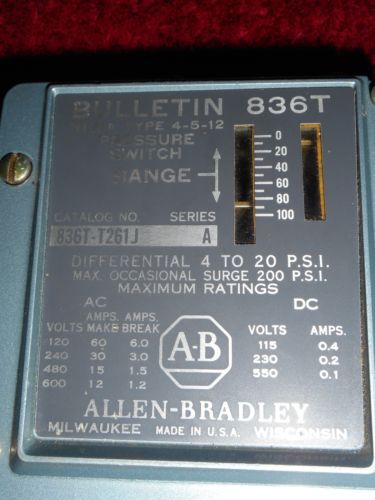 BULLETIN 836T
TYPE 4-5-12
PRESSURE
SWITCH
RANGE
0
20
40
60
80
100
CATALOG NO. SERIES
836T-T261J A
DIFFERENTIAL 4 TO 20 P.S.I.
MAX. OCCASIONAL SURGE 200 P.S.I.
MAXIMUM RATINGS
AC DC
AMPS. AMPS.
VOLTS MAKE BREAK VOLTS AMPS.
120 60 6.0 115 0.4
240 30 3.0 230 0.2
480 15 1.5 550 0.1
600 12 1.2
A-B
ALLEN-BRADLEY
MILWAUKEE MADE IN U.S.A. WISCONSIN